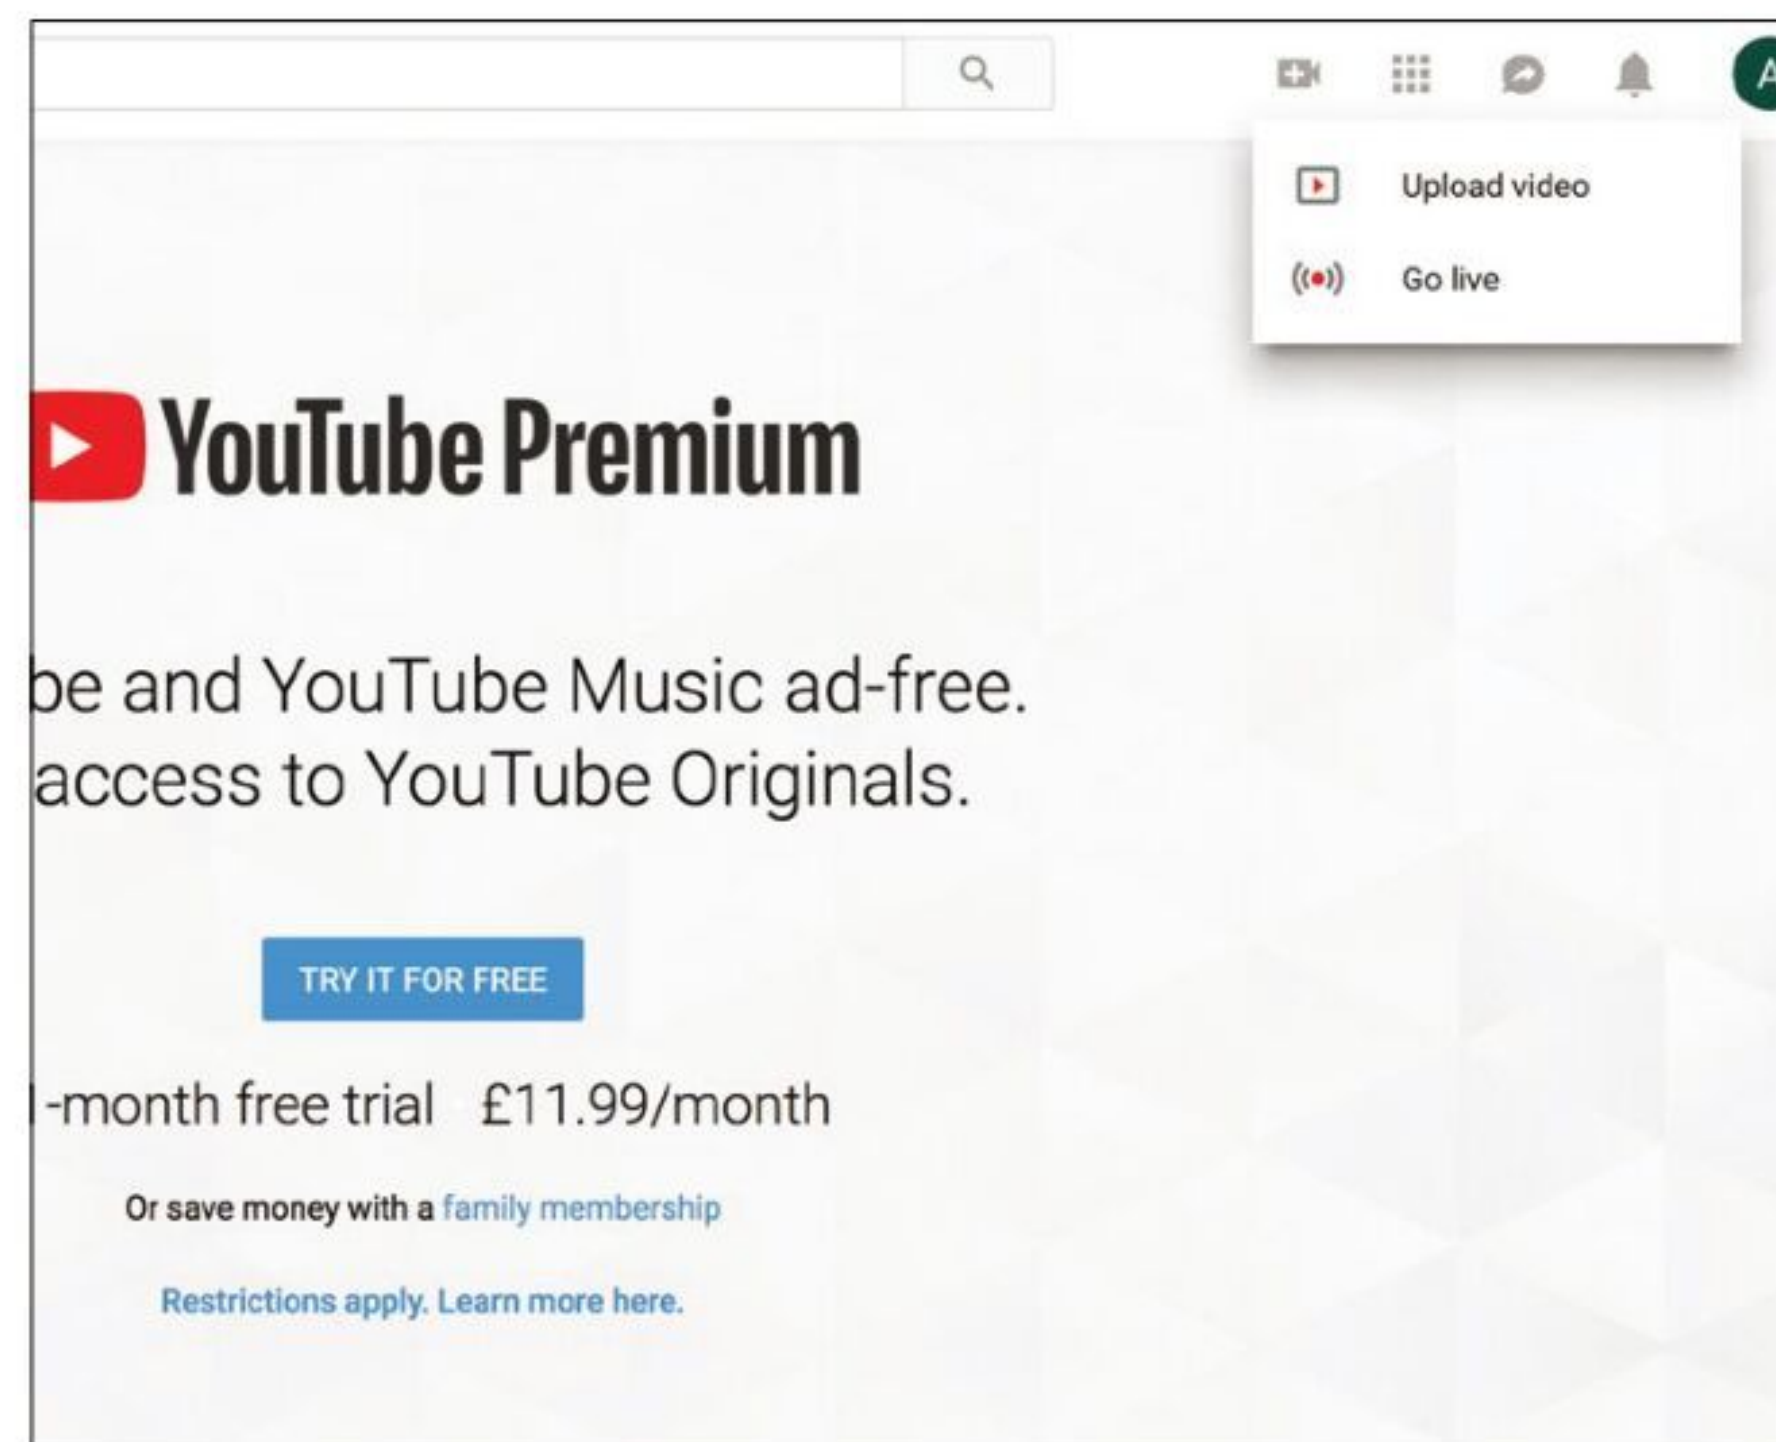 A
Upload video
Go live
YouTube Premium
be and YouTube Music ad-free.
access to YouTube Originals.
TRY IT FOR FREE
-month free trial £11.99/month
Or save money with a family membership
Restrictions apply. Learn more here.